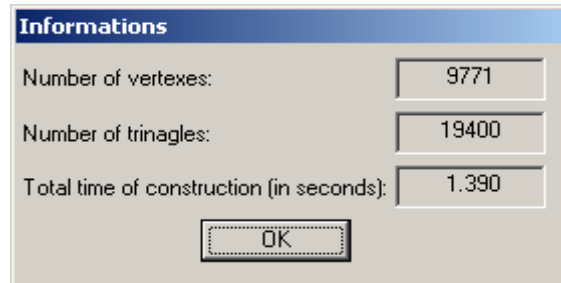 Informations
Number of vertexes: 9771
Number of trinagles: 19400
Total time of construction (in seconds): 1.390
OK